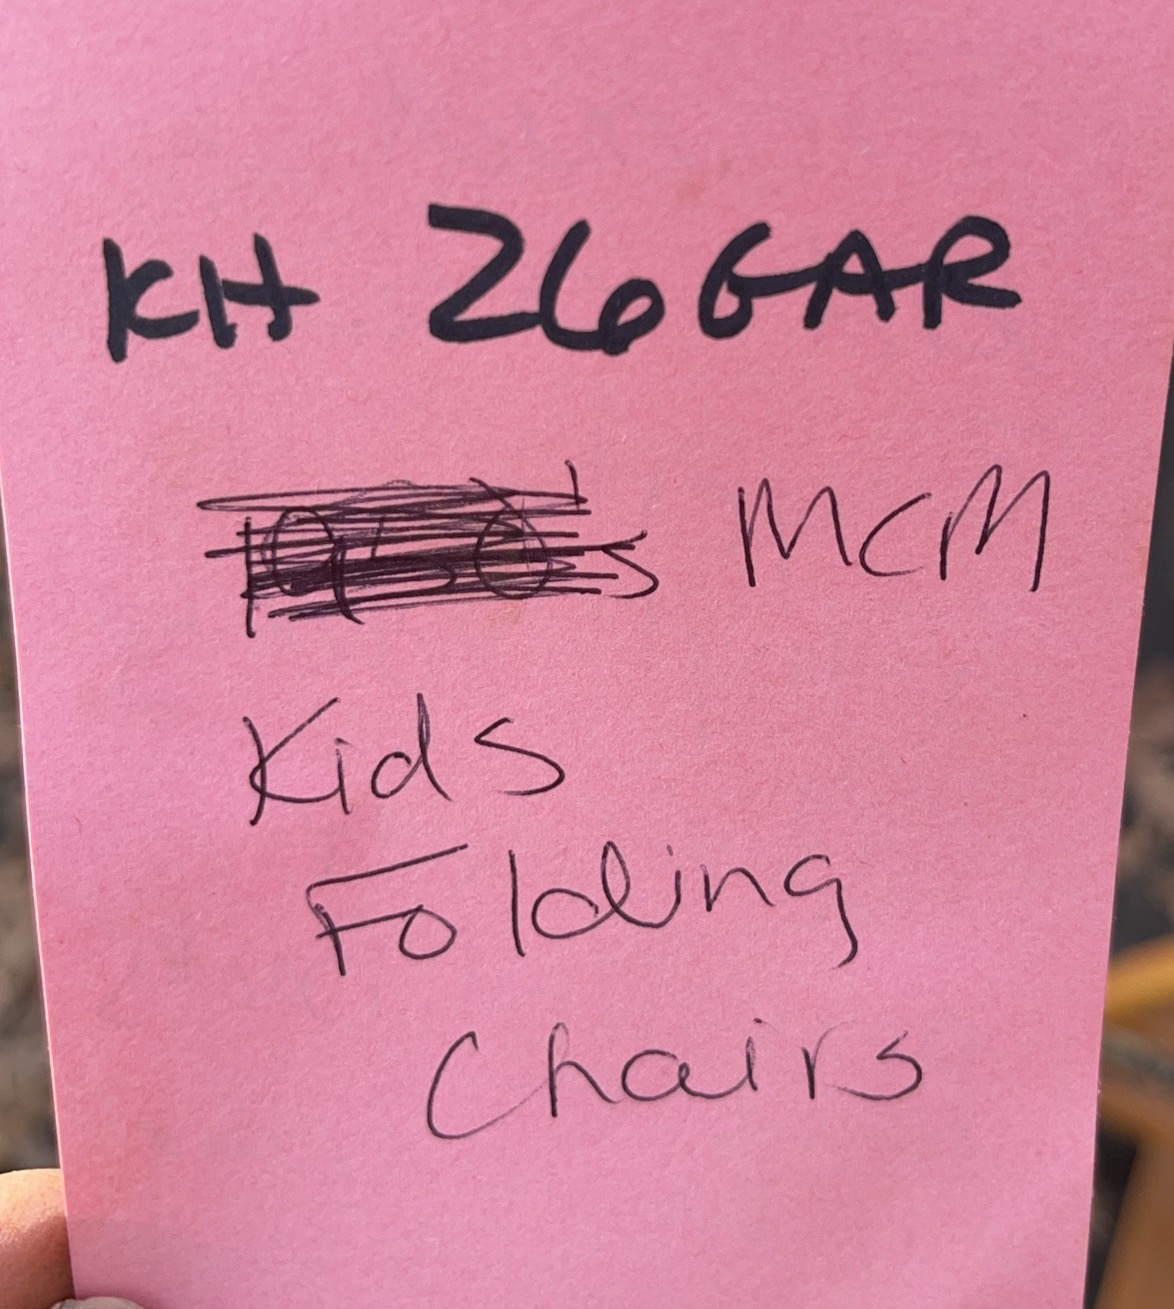 KH 26GAR
MCM
Kids
Folding
Chairs